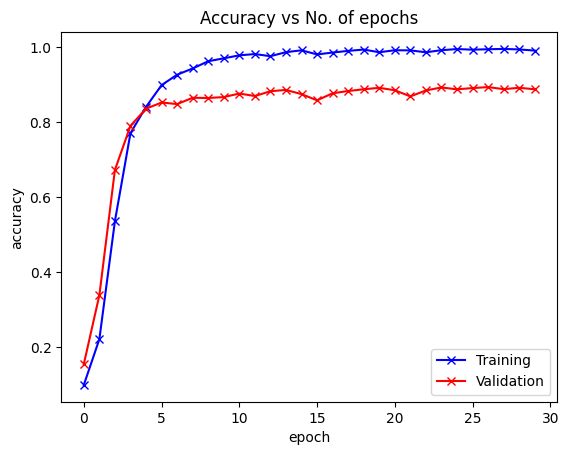 Accuracy vs No. of epochs
1.0
0.8
0.6
0.4
0.2
accuracy
0 5 10 15 20 25 30
epoch
Training
Validation